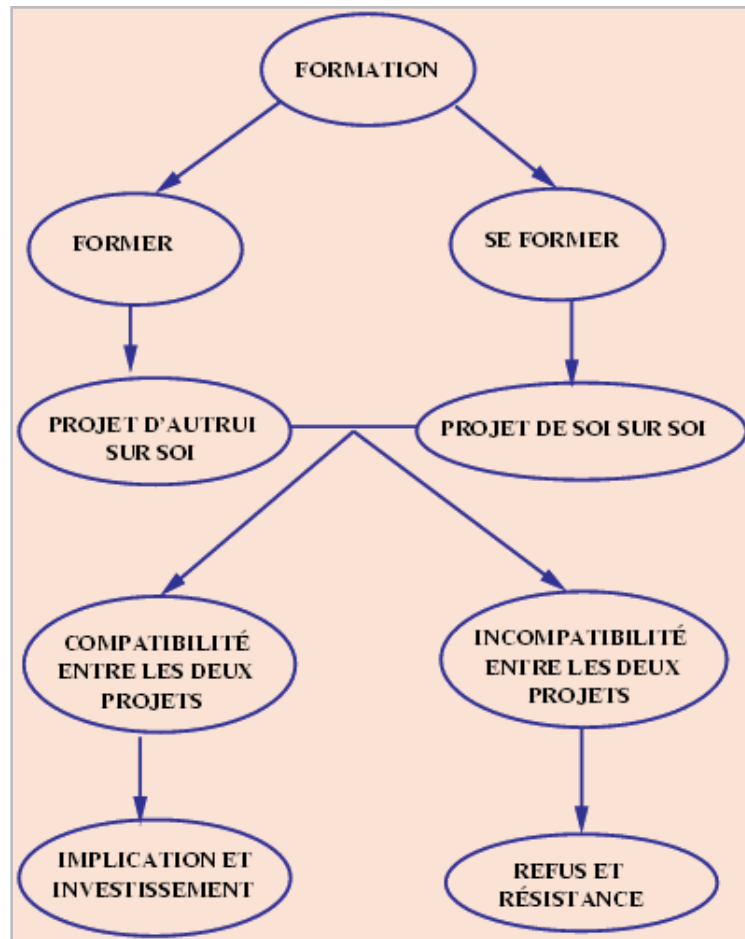 FORMATION
FORMER
SE FORMER
PROJET D'AUTRUI
SUR SOI
PROJET DE SOI SUR SOI
COMPATIBILITÉ
ENTRE LES DEUX
PROJETS
INCOMPATIBILITÉ
ENTRE LES DEUX
PROJETS
IMPLICATION ET
INVESTISSEMENT
REFUS ET
RÉSISTANCE